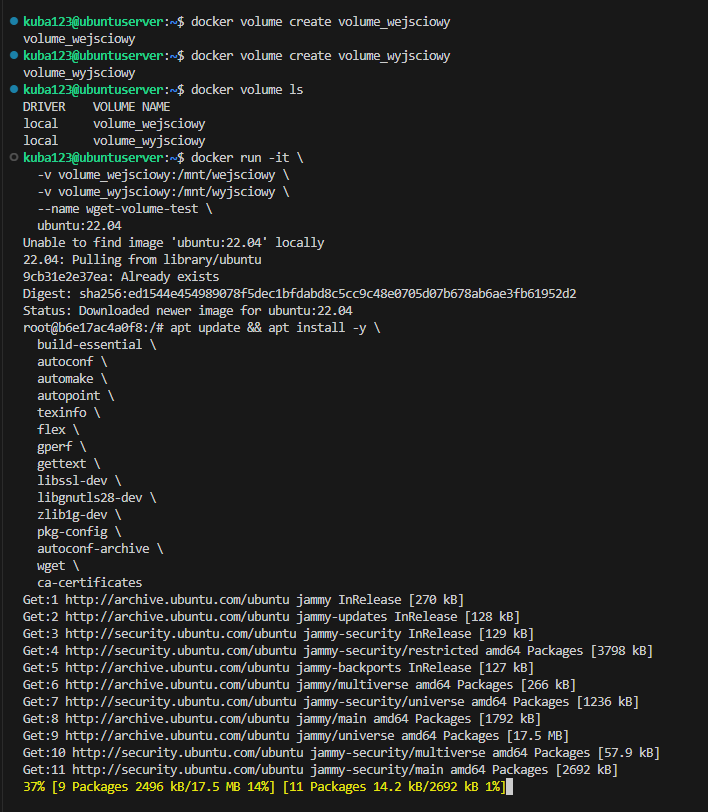 kuba123@ubuntuserver:~$ docker volume create volume_wejsciowy
volume_wejsciowy
kuba123@ubuntuserver:~$ docker volume create volume_wyjsciowy
volume_wyjsciowy
kuba123@ubuntuserver:~$ docker volume ls
DRIVER    VOLUME NAME
local     volume_wejsciowy
local     volume_wyjsciowy
kuba123@ubuntuserver:~$ docker run -it \
  -v volume_wejsciowy:/mnt/wejsciowy \
  -v volume_wyjsciowy:/mnt/wyjsciowy \
  --name wget-volume-test \
  ubuntu:22.04
Unable to find image 'ubuntu:22.04' locally
22.04: Pulling from library/ubuntu
9cb31e2e37ea: Already exists
Digest: sha256:ed1544e454989078f5dec1bfdabd8c5cc9c48e0705d07b678ab6ae3fb61952d2
Status: Downloaded newer image for ubuntu:22.04
root@b6e17ac4a0f8:/# apt update && apt install -y \
  build-essential \
  autoconf \
  automake \
  autopoint \
  texinfo \
  flex \
  gperf \
  gettext \
  libssl-dev \
  libgnutls28-dev \
  zlib1g-dev \
  pkg-config \
  autoconf-archive \
  wget \
  ca-certificates
Get:1 http://archive.ubuntu.com/ubuntu jammy InRelease [270 kB]
Get:2 http://archive.ubuntu.com/ubuntu jammy-updates InRelease [128 kB]
Get:3 http://security.ubuntu.com/ubuntu jammy-security InRelease [129 kB]
Get:4 http://security.ubuntu.com/ubuntu jammy-security/restricted amd64 Packages [3798 kB]
Get:5 http://archive.ubuntu.com/ubuntu jammy-backports InRelease [127 kB]
Get:6 http://archive.ubuntu.com/ubuntu jammy/multiverse amd64 Packages [266 kB]
Get:7 http://security.ubuntu.com/ubuntu jammy-security/universe amd64 Packages [1236 kB]
Get:8 http://archive.ubuntu.com/ubuntu jammy/main amd64 Packages [1792 kB]
Get:9 http://archive.ubuntu.com/ubuntu jammy/universe amd64 Packages [17.5 MB]
Get:10 http://security.ubuntu.com/ubuntu jammy-security/multiverse amd64 Packages [57.9 kB]
Get:11 http://security.ubuntu.com/ubuntu jammy-security/main amd64 Packages [2692 kB]
37% [9 Packages 2496 kB/17.5 MB 14%] [11 Packages 14.2 kB/2692 kB 1%]